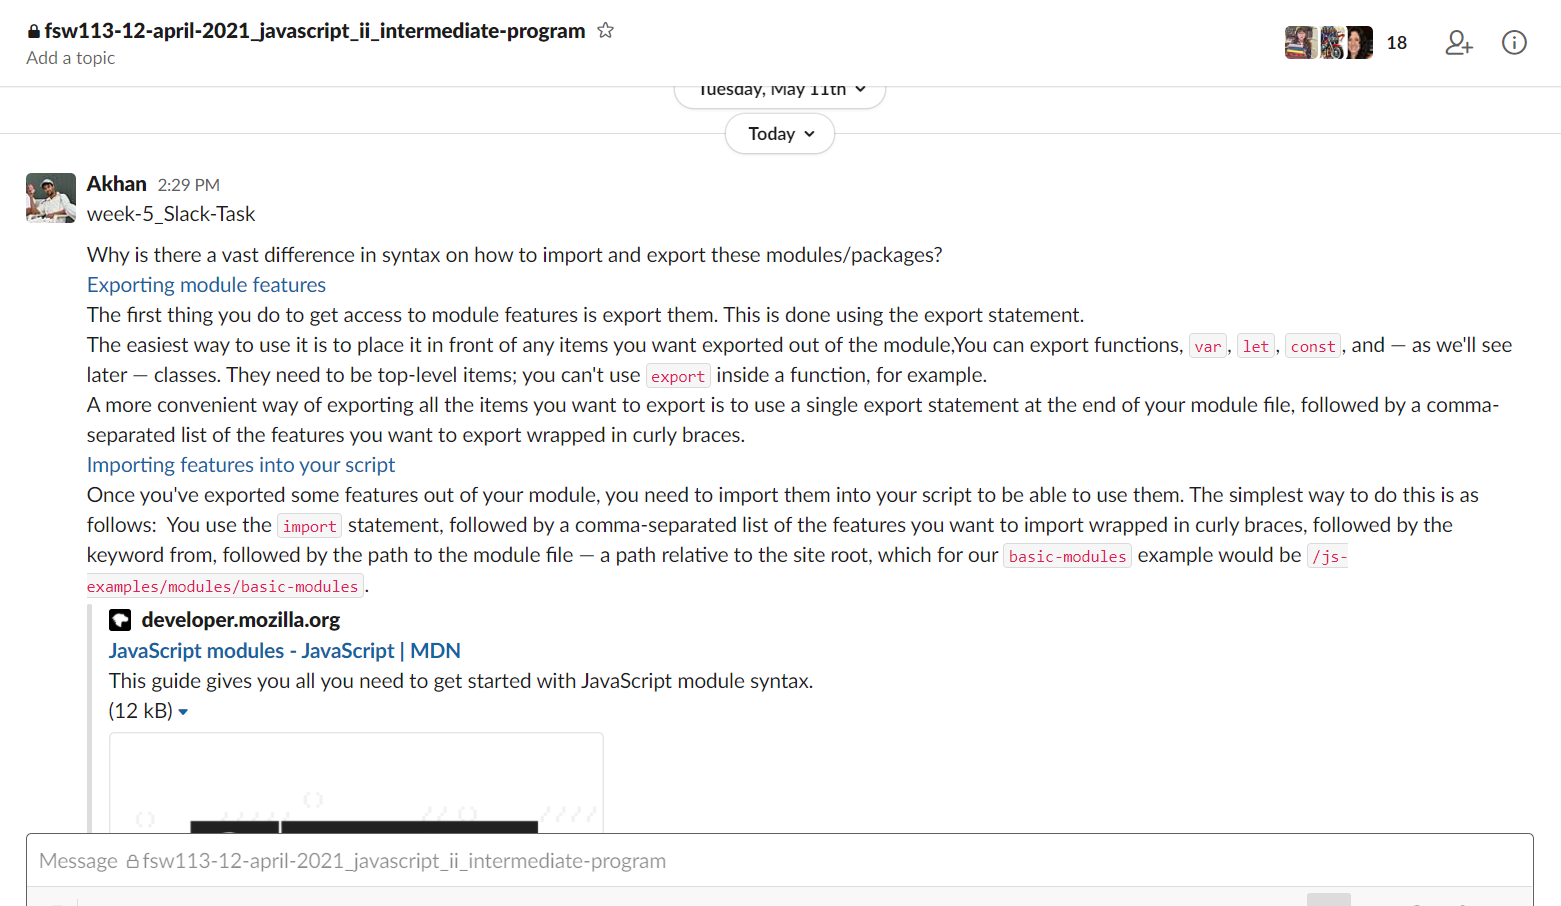 fsw113-12-april-2021_javascript_ii_intermediate-program
Add a topic
18
Tuesday, May 11th
Today
Akhan 2:29 PM
week-5_Slack-Task
Why is there a vast difference in syntax on how to import and export these modules/packages?
Exporting module features
The first thing you do to get access to module features is export them. This is done using the export statement.
The easiest way to use it is to place it in front of any items you want exported out of the module,You can export functions, var, let, const, and — as we'll see
later — classes. They need to be top-level items; you can't use export inside a function, for example.
A more convenient way of exporting all the items you want to export is to use a single export statement at the end of your module file, followed by a comma-
separated list of the features you want to export wrapped in curly braces.
Importing features into your script
Once you've exported some features out of your module, you need to import them into your script to be able to use them. The simplest way to do this is as
follows:  You use the import statement, followed by a comma-separated list of the features you want to import wrapped in curly braces, followed by the
keyword from, followed by the path to the module file — a path relative to the site root, which for our basic-modules example would be /js-
examples/modules/basic-modules.
developer.mozilla.org
JavaScript modules - JavaScript | MDN
This guide gives you all you need to get started with JavaScript module syntax.
(12 kB)
Message fsw113-12-april-2021_javascript_ii_intermediate-program